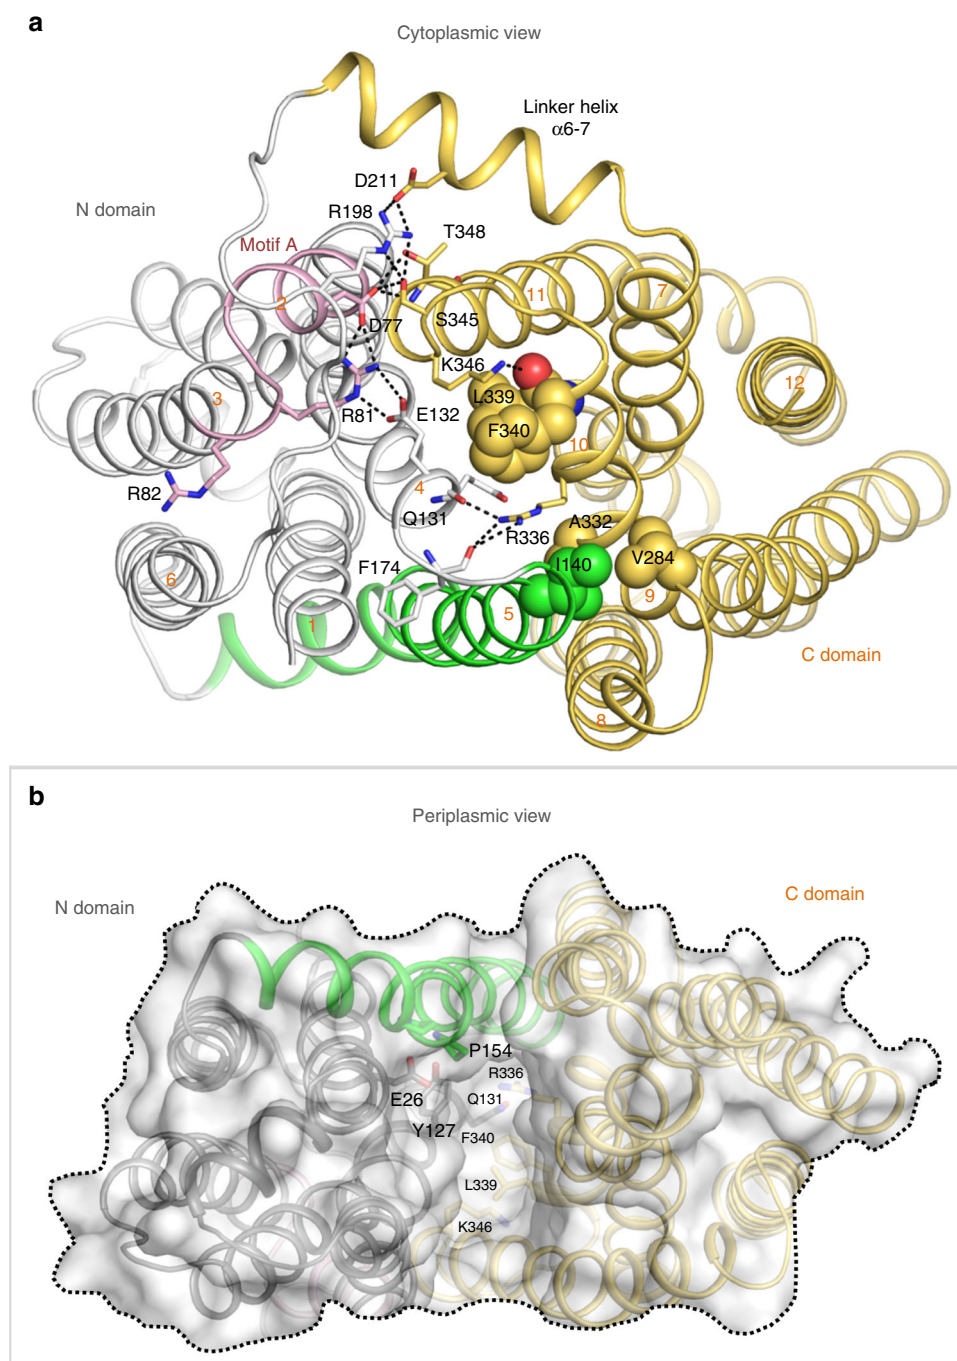 a
Cytoplasmic view
Linker helix
α6-7
D211
N domain
R198
T348
Motif A
2
11
7
D77
S345
K346
12
3
L339
R81
E132
F340
10
R82
4
Q131
R336
A332
I140
V284
F174
6
5
9
1
C domain
8
b
Periplasmic view
N domain
C domain
P154
R336
E26
Q131
Y127
F340
L339
K346